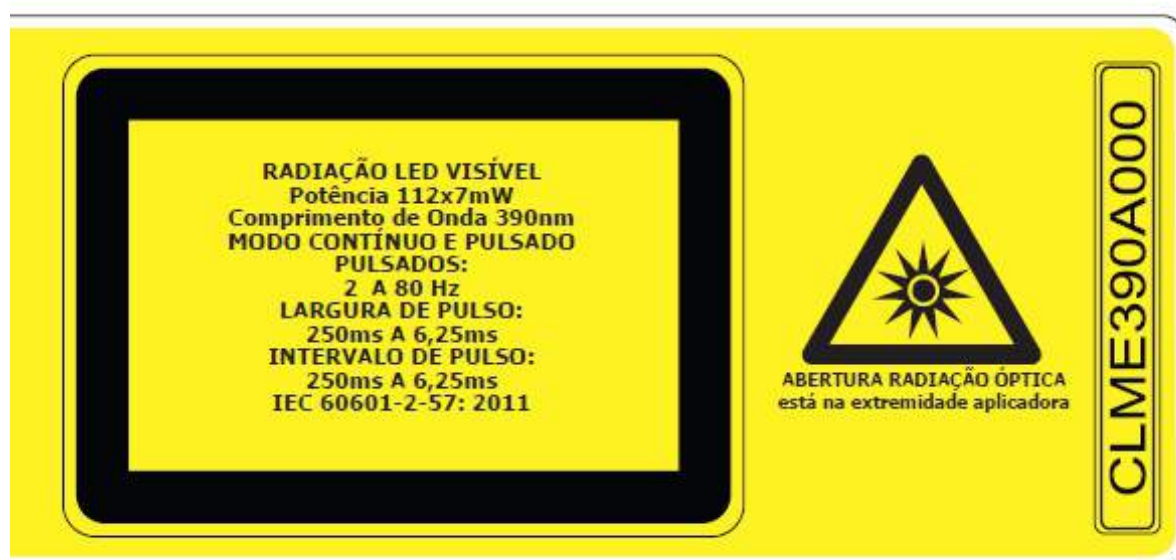 RADIAÇÃO LED VISÍVEL
Potência 112x7mW
Comprimento de Onda 390nm
MODO CONTÍNUO E PULSADO
PULSADOS:
2 A 80 Hz
LARGURA DE PULSO:
250ms A 6,25ms
INTERVALO DE PULSO:
250ms A 6,25ms
IEC 60601-2-57: 2011
ABERTURA RADIAÇÃO ÓPTICA
está na extremidade aplicadora
CLME390A000